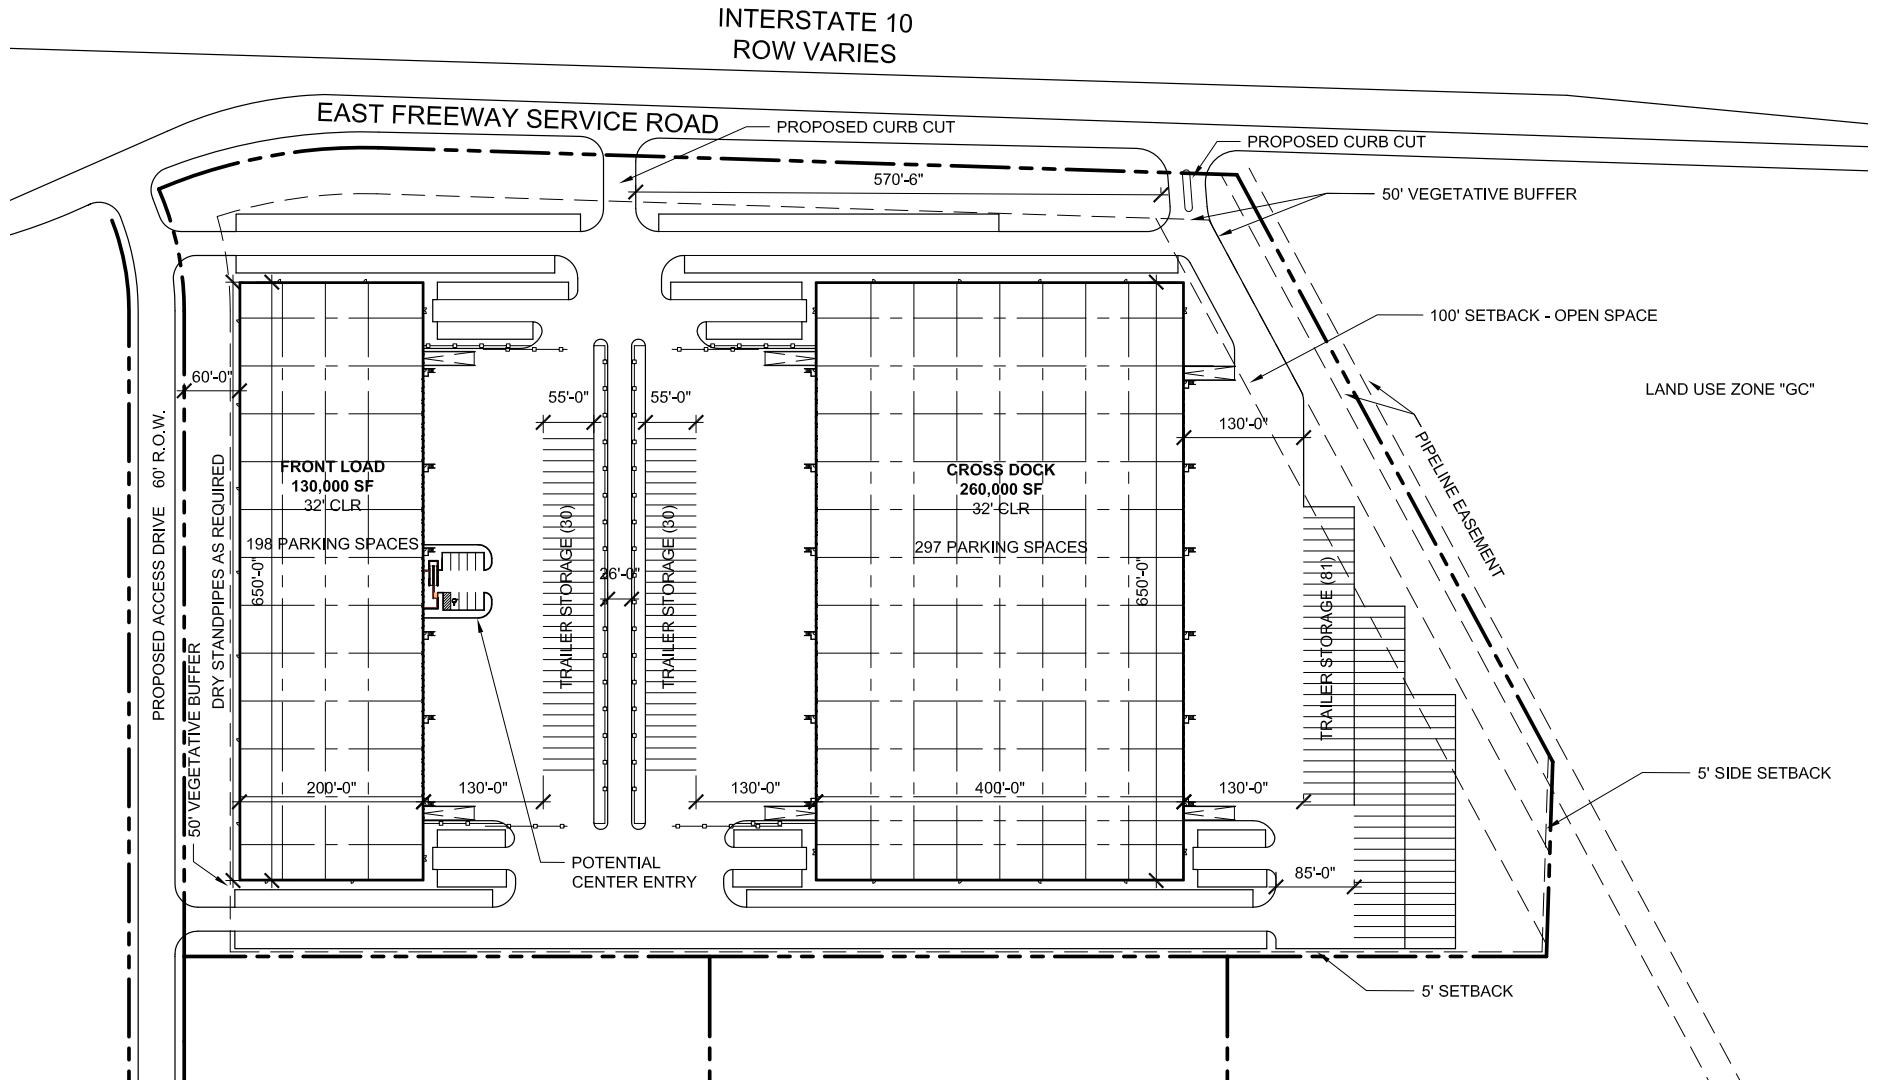 INTERSTATE 10
ROW VARIES
EAST FREEWAY SERVICE ROAD
PROPOSED CURB CUT
PROPOSED CURB CUT
570'-6"
50' VEGETATIVE BUFFER
100' SETBACK - OPEN SPACE
LAND USE ZONE "GC"
60'-0"
55'-0"
55'-0"
130'-0"
PROPOSED ACCESS DRIVE 60' R.O.W.
DRY STANDPIPES AS REQUIRED
50' VEGETATIVE BUFFER
FRONT LOAD
130,000 SF
32' CLR
198 PARKING SPACES
650'-0"
TRAILER STORAGE (30)
26'-0"
TRAILER STORAGE (30)
CROSS DOCK
260,000 SF
32' CLR
297 PARKING SPACES
650'-0"
TRAILER STORAGE (81)
PIPELINE EASEMENT
200'-0"
130'-0"
130'-0"
400'-0"
130'-0"
5' SIDE SETBACK
POTENTIAL
CENTER ENTRY
85'-0"
5' SETBACK